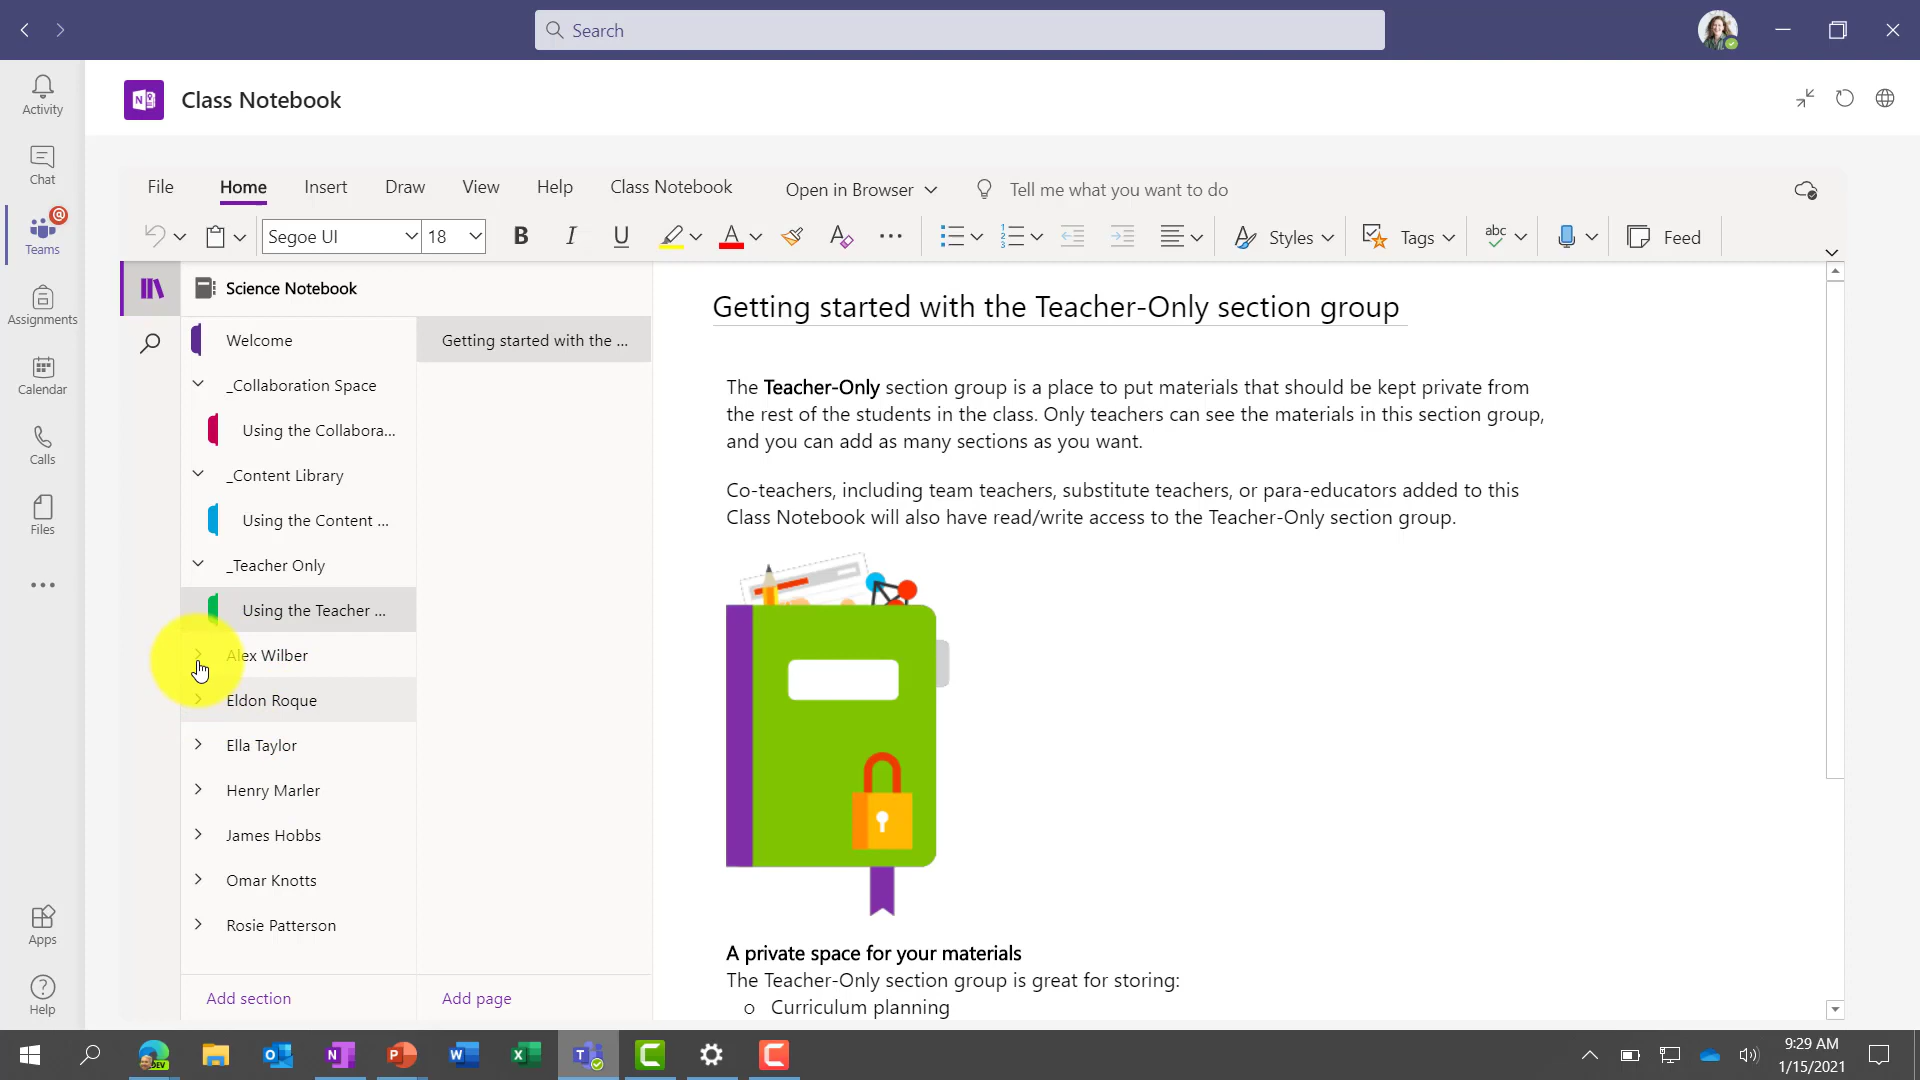 Search
Activity
Chat
Teams
Assignments
Calendar
Calls
Files
Apps
Help
Class Notebook
File Home Insert Draw View Help Class Notebook Open in Browser Tell me what you want to do
Segoe UI 18 B I U A A abc Styles Tags Feed
Science Notebook
Welcome
_Collaboration Space
Using the Collabora...
_Content Library
Using the Content ...
_Teacher Only
Using the Teacher ...
Alex Wilber
Eldon Roque
Ella Taylor
Henry Marler
James Hobbs
Omar Knotts
Rosie Patterson
Add section
Getting started with the ...
Add page
Getting started with the Teacher-Only section group
The Teacher-Only section group is a place to put materials that should be kept private from
the rest of the students in the class. Only teachers can see the materials in this section group,
and you can add as many sections as you want.
Co-teachers, including team teachers, substitute teachers, or para-educators added to this
Class Notebook will also have read/write access to the Teacher-Only section group.
A private space for your materials
The Teacher-Only section group is great for storing:
o Curriculum planning
9:29 AM
1/15/2021